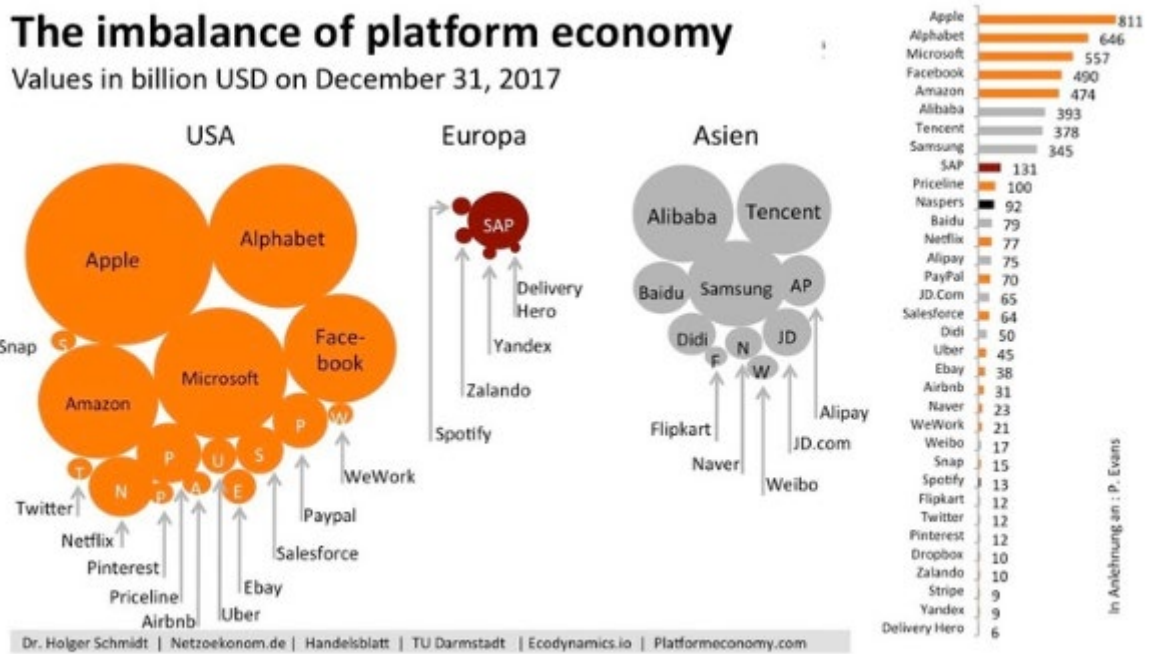 The imbalance of platform economy
Values in billion USD on December 31, 2017
USA
Europa
Asien
Apple
Alphabet
Snap
S
Amazon
Microsoft
Face-
book
T
N
P
P
A
U
S
E
P
W
Twitter
Netflix
Pinterest
Priceline
Airbnb
Uber
Ebay
Salesforce
Paypal
WeWork
SAP
Delivery
Hero
Yandex
Zalando
Spotify
Alibaba
Tencent
Baidu
Samsung
AP
Didi
F
N
W
JD
Flipkart
Naver
Weibo
JD.com
Alipay
Apple 811
Alphabet 646
Microsoft 557
Facebook 490
Amazon 474
Alibaba 393
Tencent 378
Samsung 345
SAP 131
Priceline 100
Naspers 92
Baidu 79
Netflix 77
Alipay 75
PayPal 70
JD.Com 65
Salesforce 64
Didi 50
Uber 45
Ebay 38
Airbnb 31
Naver 23
WeWork 21
Weibo 17
Snap 15
Spotify 13
Flipkart 12
Twitter 12
Pinterest 12
Dropbox 10
Zalando 10
Stripe 9
Yandex 9
Delivery Hero 6
In Anlehnung an : P. Evans
Dr. Holger Schmidt | Netzoekonom.de | Handelsblatt | TU Darmstadt | Ecodynamics.io | Platformeconomy.com